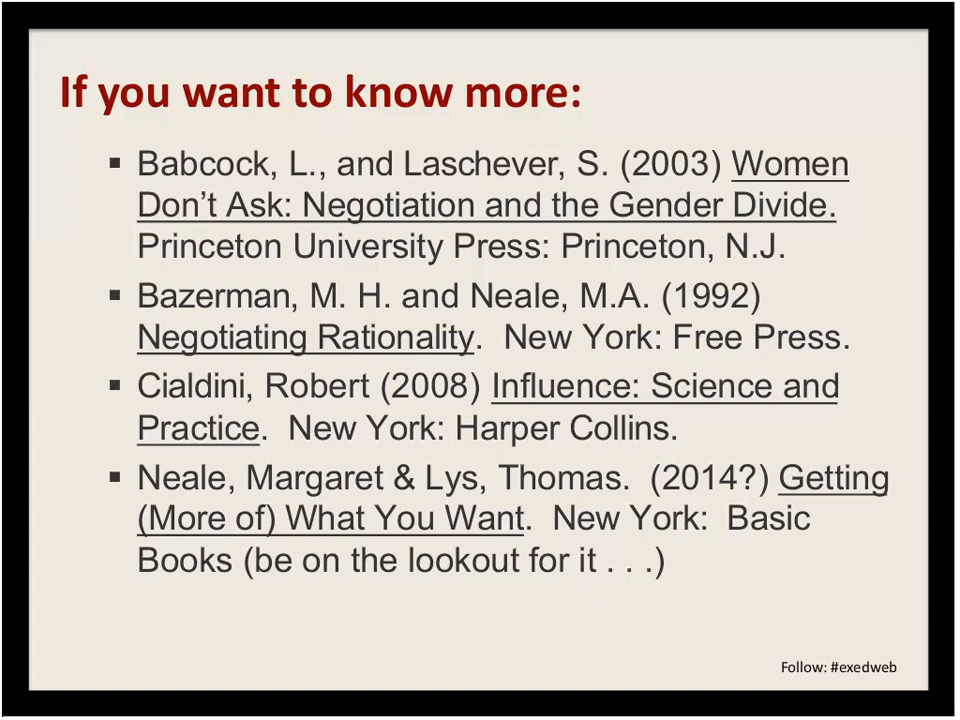 If you want to know more:
▪ Babcock, L., and Laschever, S. (2003) Women
Don’t Ask: Negotiation and the Gender Divide.
Princeton University Press: Princeton, N.J.
▪ Bazerman, M. H. and Neale, M.A. (1992)
Negotiating Rationality.  New York: Free Press.
▪ Cialdini, Robert (2008) Influence: Science and
Practice.  New York: Harper Collins.
▪ Neale, Margaret & Lys, Thomas.  (2014?) Getting
(More of) What You Want.  New York:  Basic
Books (be on the lookout for it . . .)
Follow: #exedweb